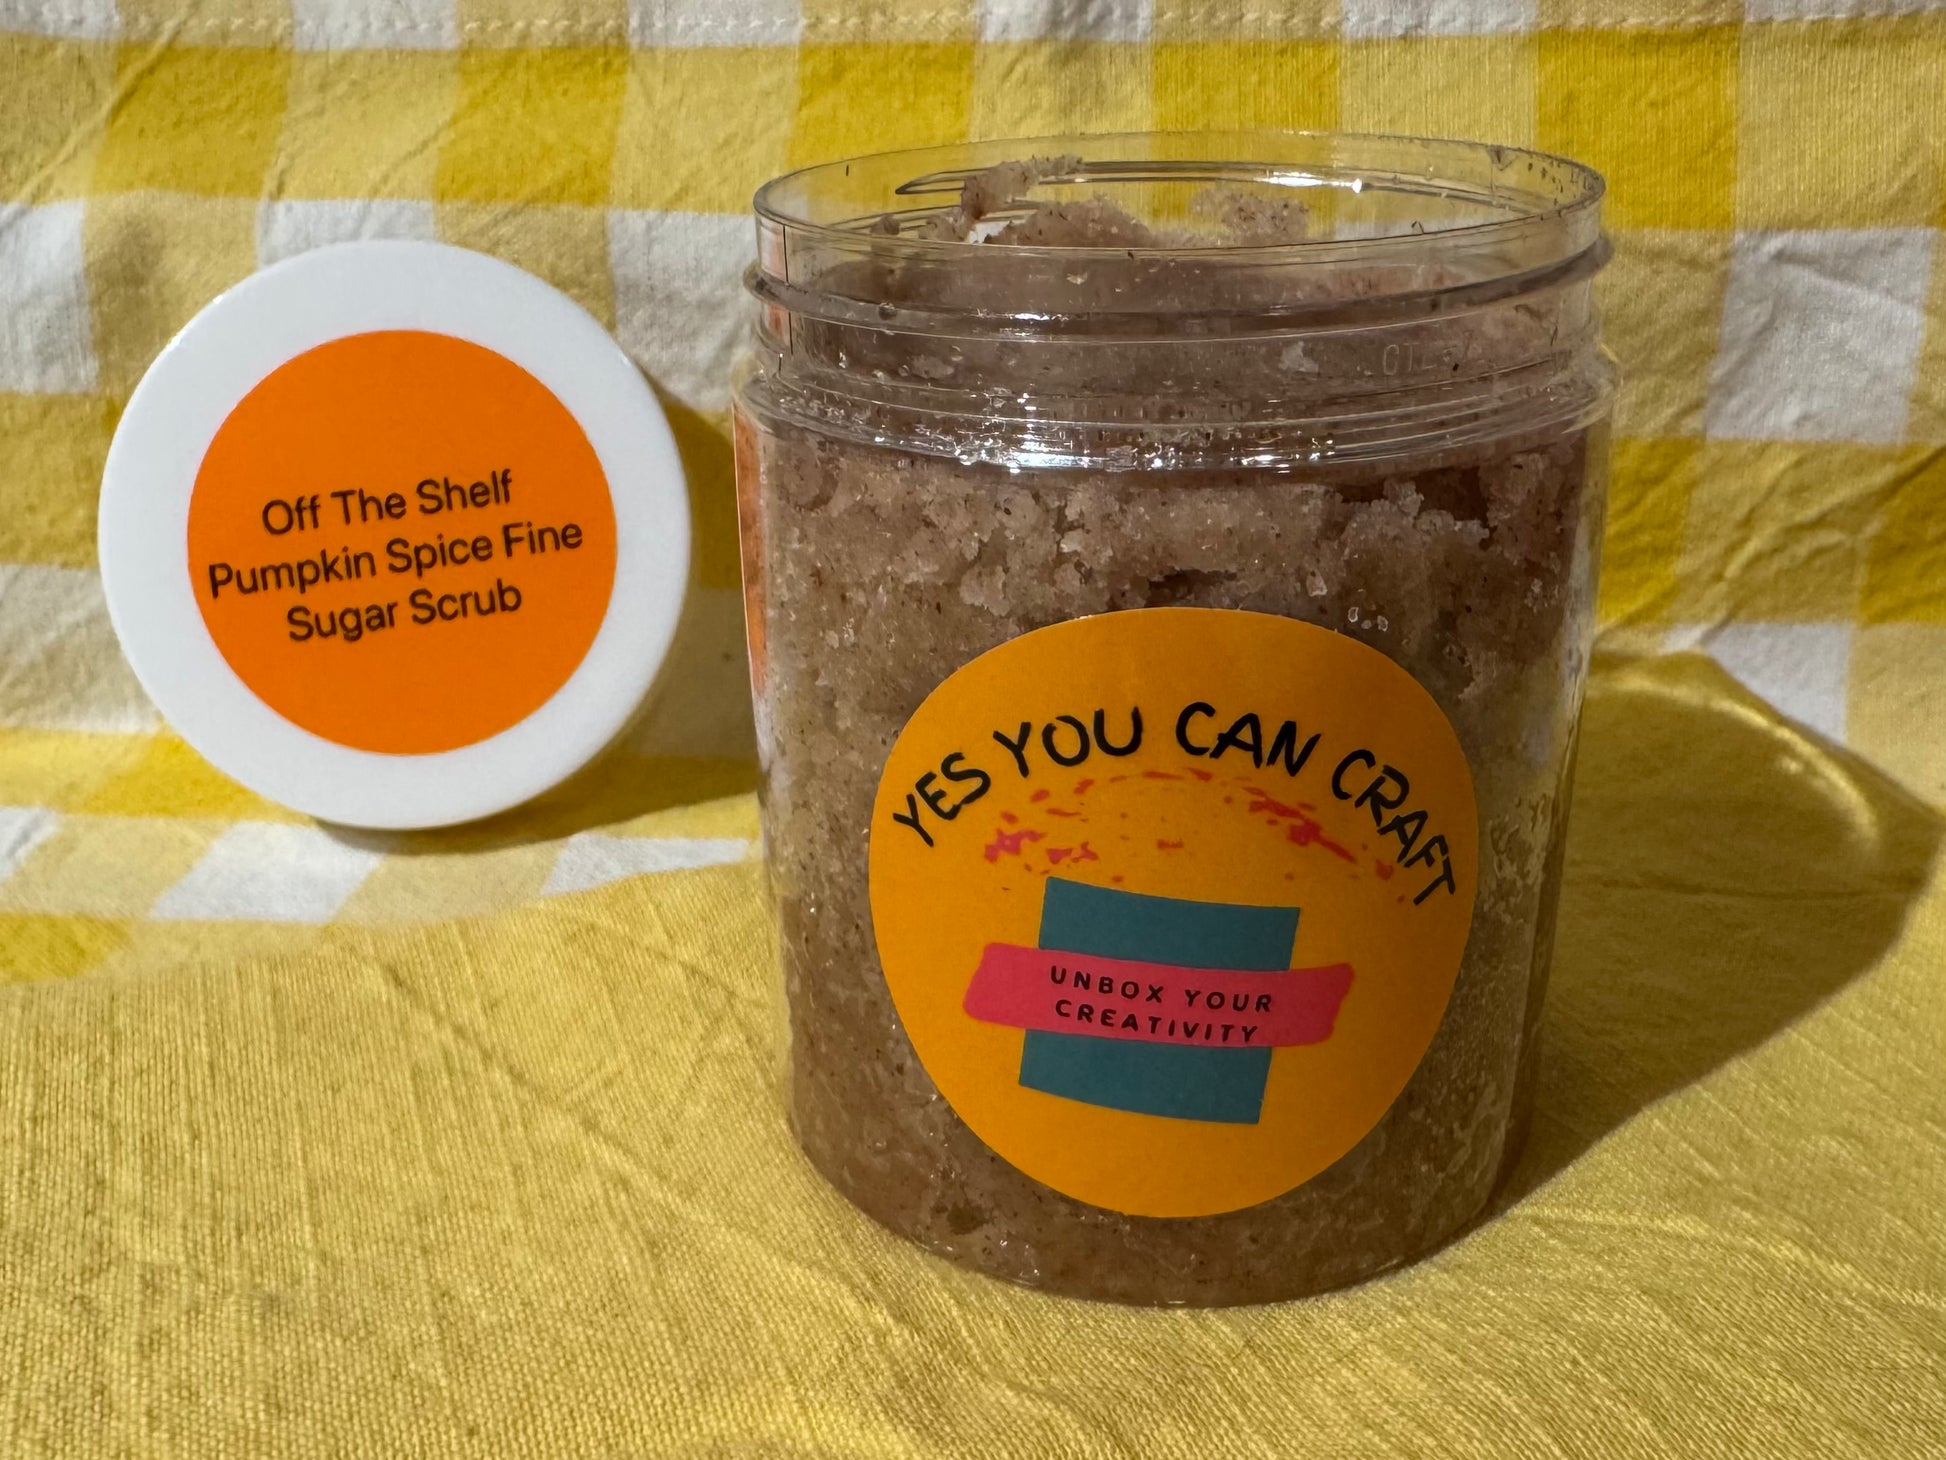 Off The Shelf
Pumpkin Spice Fine
Sugar Scrub
YES YOU CAN CRAFT
UNBOX YOUR
CREATIVITY